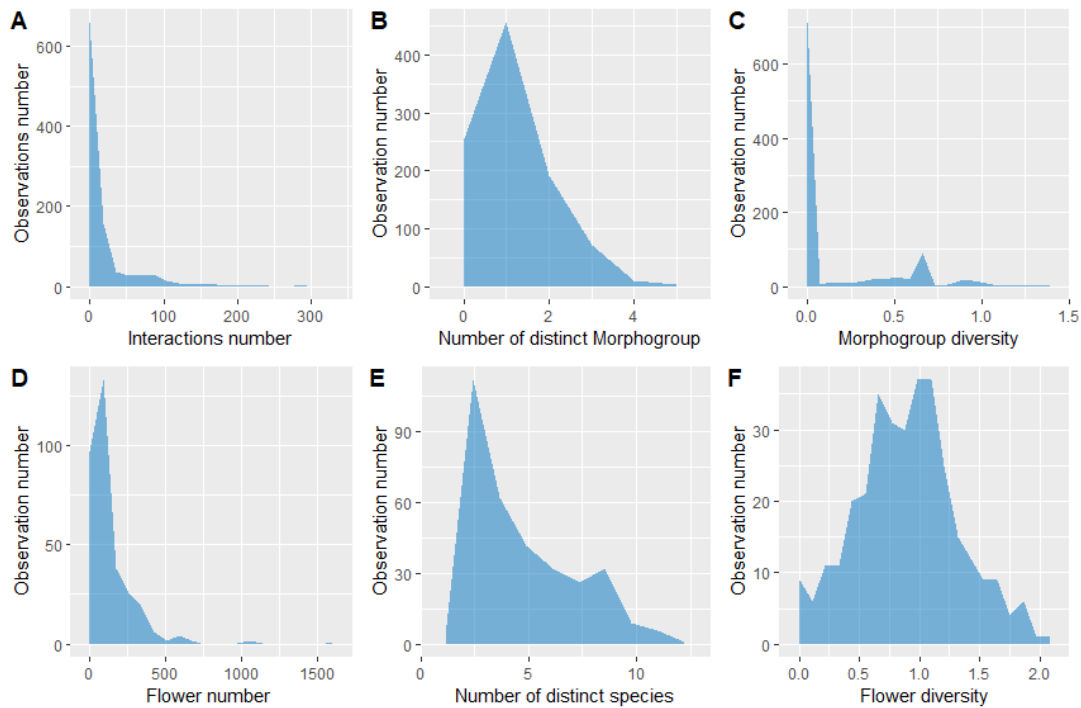 A
Observations number
600
400
200
0
0 100 200 300
Interactions number
B
Observation number
400
300
200
100
0
0 2 4
Number of distinct Morphogroup
C
Observation number
600
400
200
0
0.0 0.5 1.0 1.5
Morphogroup diversity
D
Observation number
100
50
0
0 500 1000 1500
Flower number
E
Observation number
90
60
30
0
0 5 10
Number of distinct species
F
Observation number
30
20
10
0
0.0 0.5 1.0 1.5 2.0
Flower diversity